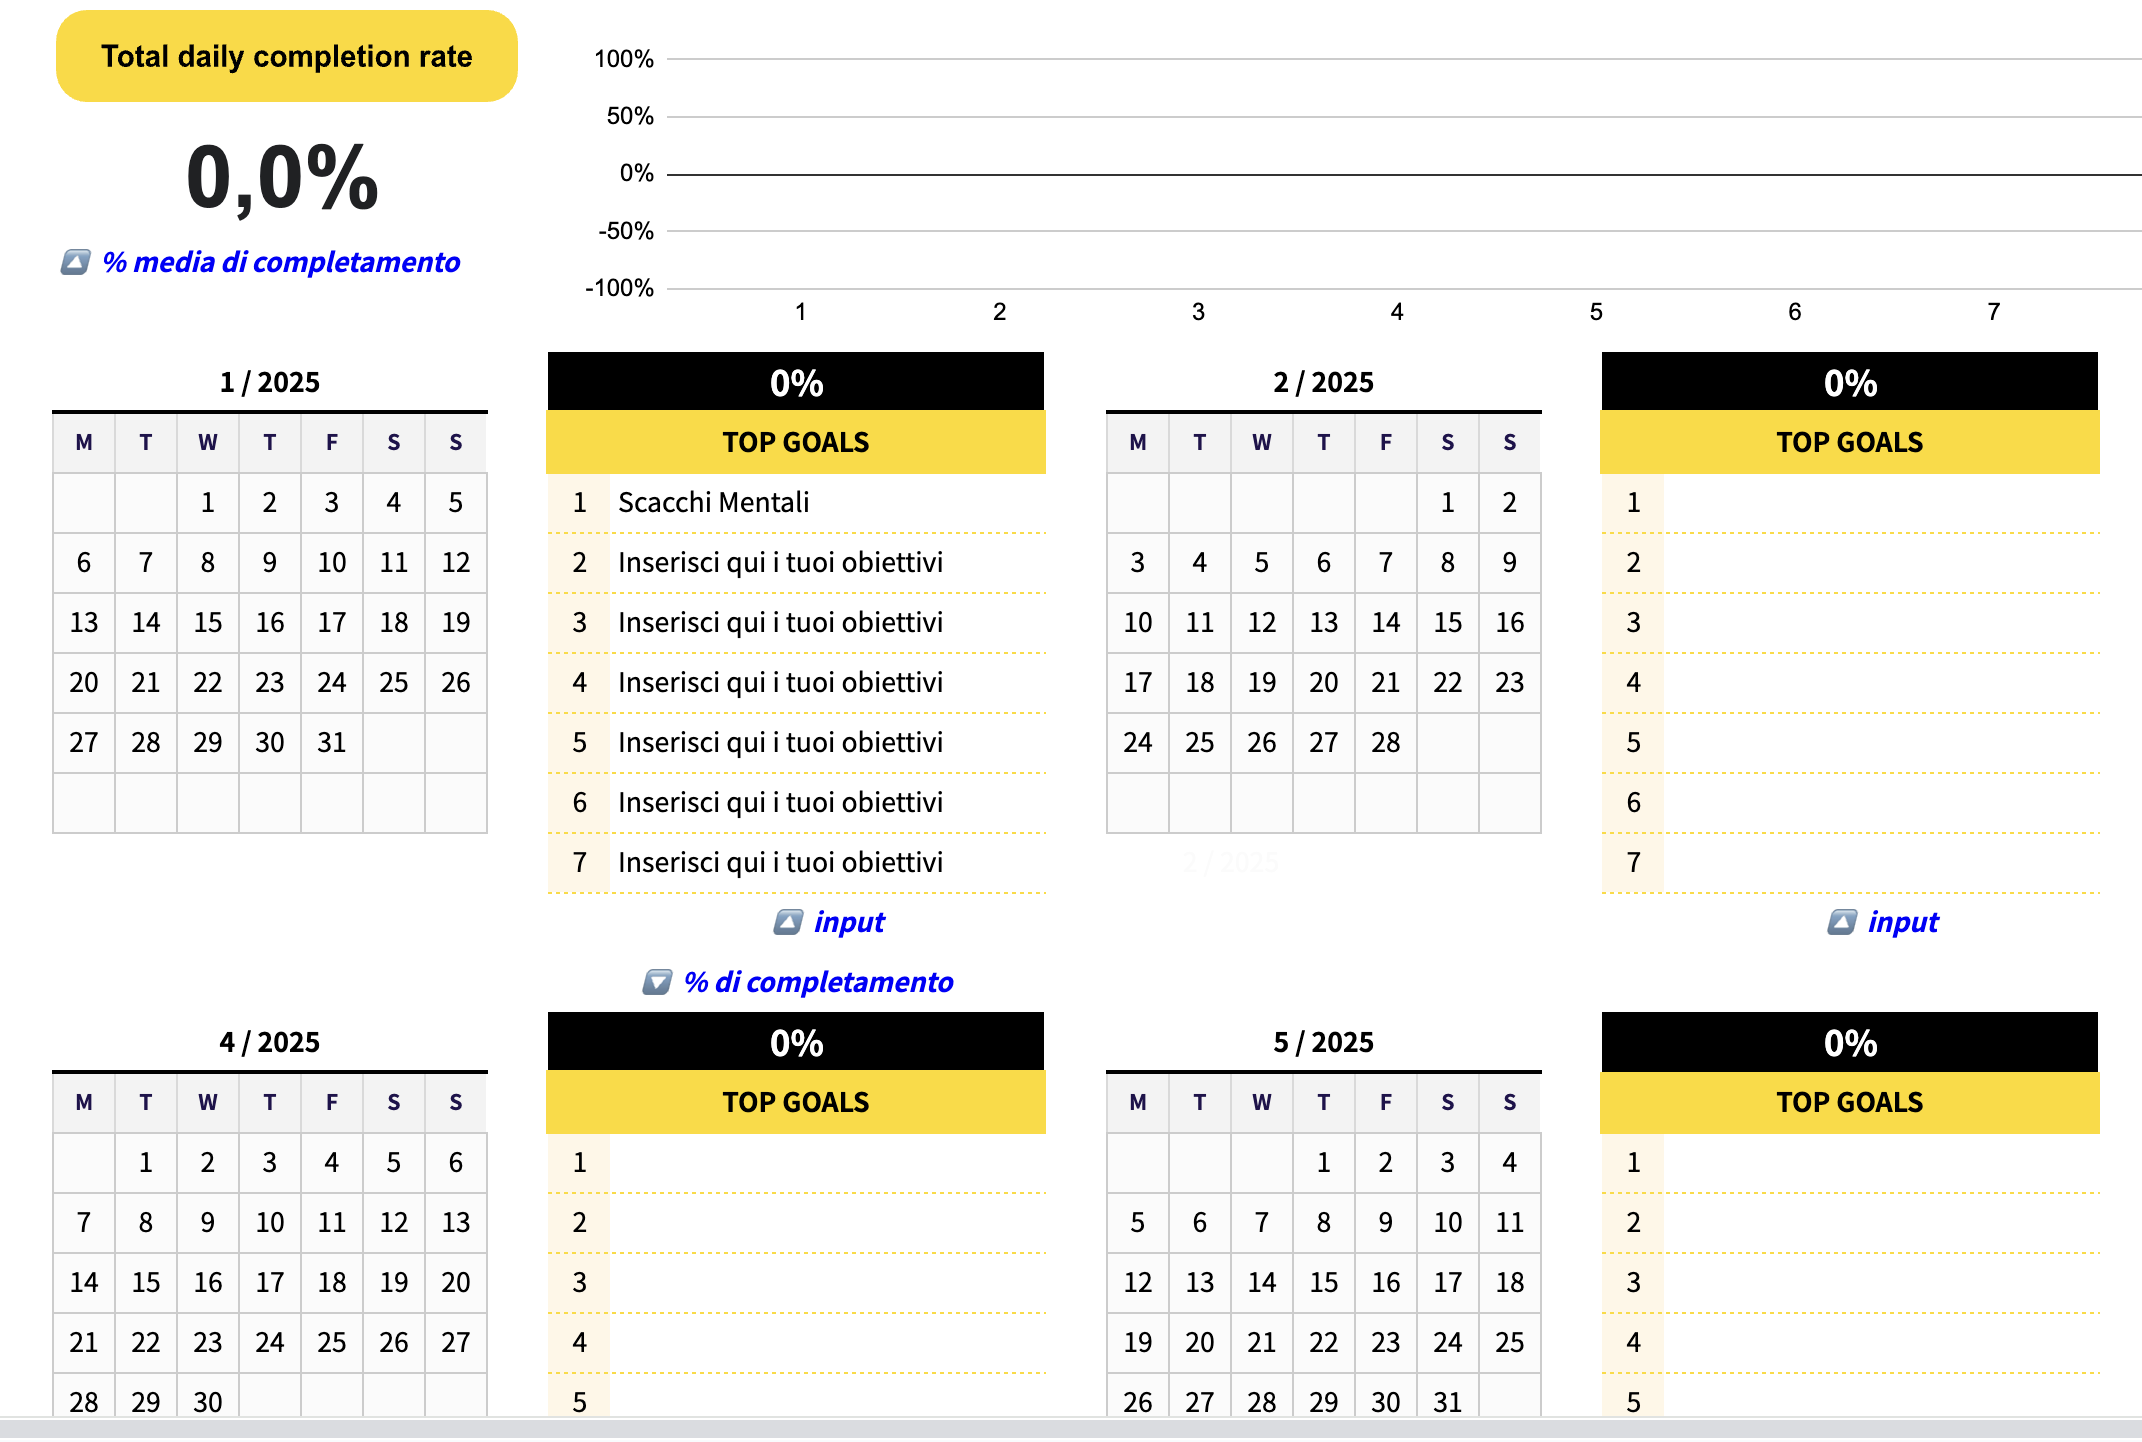 Total daily completion rate
0,0%
% media di completamento
100%
50%
0%
-50%
-100%
1 2 3 4 5 6 7
1 / 2025
M T W T F S S
1 2 3 4 5
6 7 8 9 10 11 12
13 14 15 16 17 18 19
20 21 22 23 24 25 26
27 28 29 30 31
0%
TOP GOALS
1 Scacchi Mentali
2 Inserisci qui i tuoi obiettivi
3 Inserisci qui i tuoi obiettivi
4 Inserisci qui i tuoi obiettivi
5 Inserisci qui i tuoi obiettivi
6 Inserisci qui i tuoi obiettivi
7 Inserisci qui i tuoi obiettivi
input
2 / 2025
M T W T F S S
1 2
3 4 5 6 7 8 9
10 11 12 13 14 15 16
17 18 19 20 21 22 23
24 25 26 27 28
2 / 2025
0%
TOP GOALS
1
2
3
4
5
6
7
input
% di completamento
4 / 2025
M T W T F S S
1 2 3 4 5 6
7 8 9 10 11 12 13
14 15 16 17 18 19 20
21 22 23 24 25 26 27
28 29 30
0%
TOP GOALS
1
2
3
4
5
5 / 2025
M T W T F S S
1 2 3 4
5 6 7 8 9 10 11
12 13 14 15 16 17 18
19 20 21 22 23 24 25
26 27 28 29 30 31
0%
TOP GOALS
1
2
3
4
5